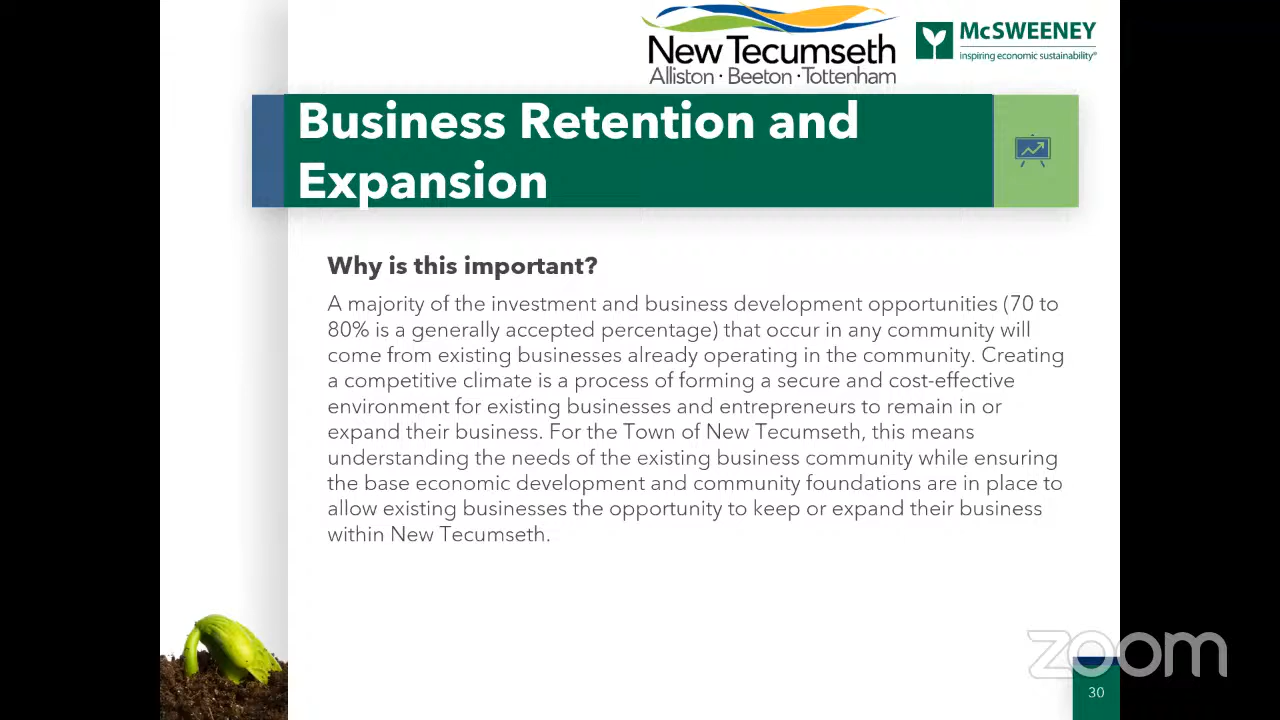 New Tecumseth
Alliston · Beeton · Tottenham
McSWEENEY
inspiring economic sustainability®
Business Retention and
Expansion
Why is this important?
A majority of the investment and business development opportunities (70 to
80% is a generally accepted percentage) that occur in any community will
come from existing businesses already operating in the community. Creating
a competitive climate is a process of forming a secure and cost-effective
environment for existing businesses and entrepreneurs to remain in or
expand their business. For the Town of New Tecumseth, this means
understanding the needs of the existing business community while ensuring
the base economic development and community foundations are in place to
allow existing businesses the opportunity to keep or expand their business
within New Tecumseth.
zoom
30